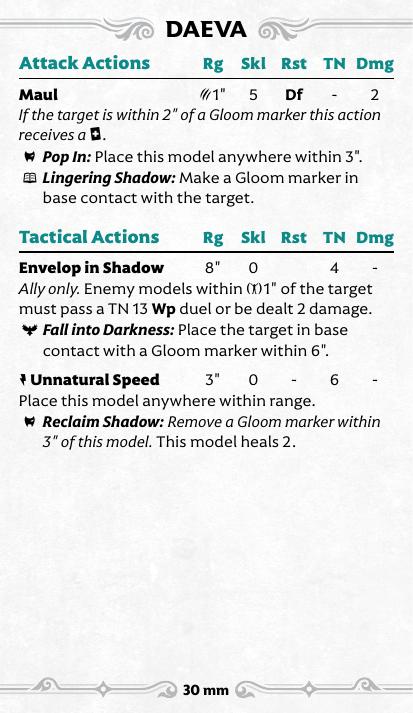 DAEVA
Attack Actions Rg Skl Rst TN Dmg
Maul 1" 5 Df - 2
If the target is within 2" of a Gloom marker this action
receives a .
Pop In: Place this model anywhere within 3".
Lingering Shadow: Make a Gloom marker in
base contact with the target.
Tactical Actions Rg Skl Rst TN Dmg
Envelop in Shadow 8" 0 4 -
Ally only. Enemy models within 1" of the target
must pass a TN 13 Wp duel or be dealt 2 damage.
Fall into Darkness: Place the target in base
contact with a Gloom marker within 6".
Unnatural Speed 3" 0 - 6 -
Place this model anywhere within range.
Reclaim Shadow: Remove a Gloom marker within
3" of this model. This model heals 2.
30 mm